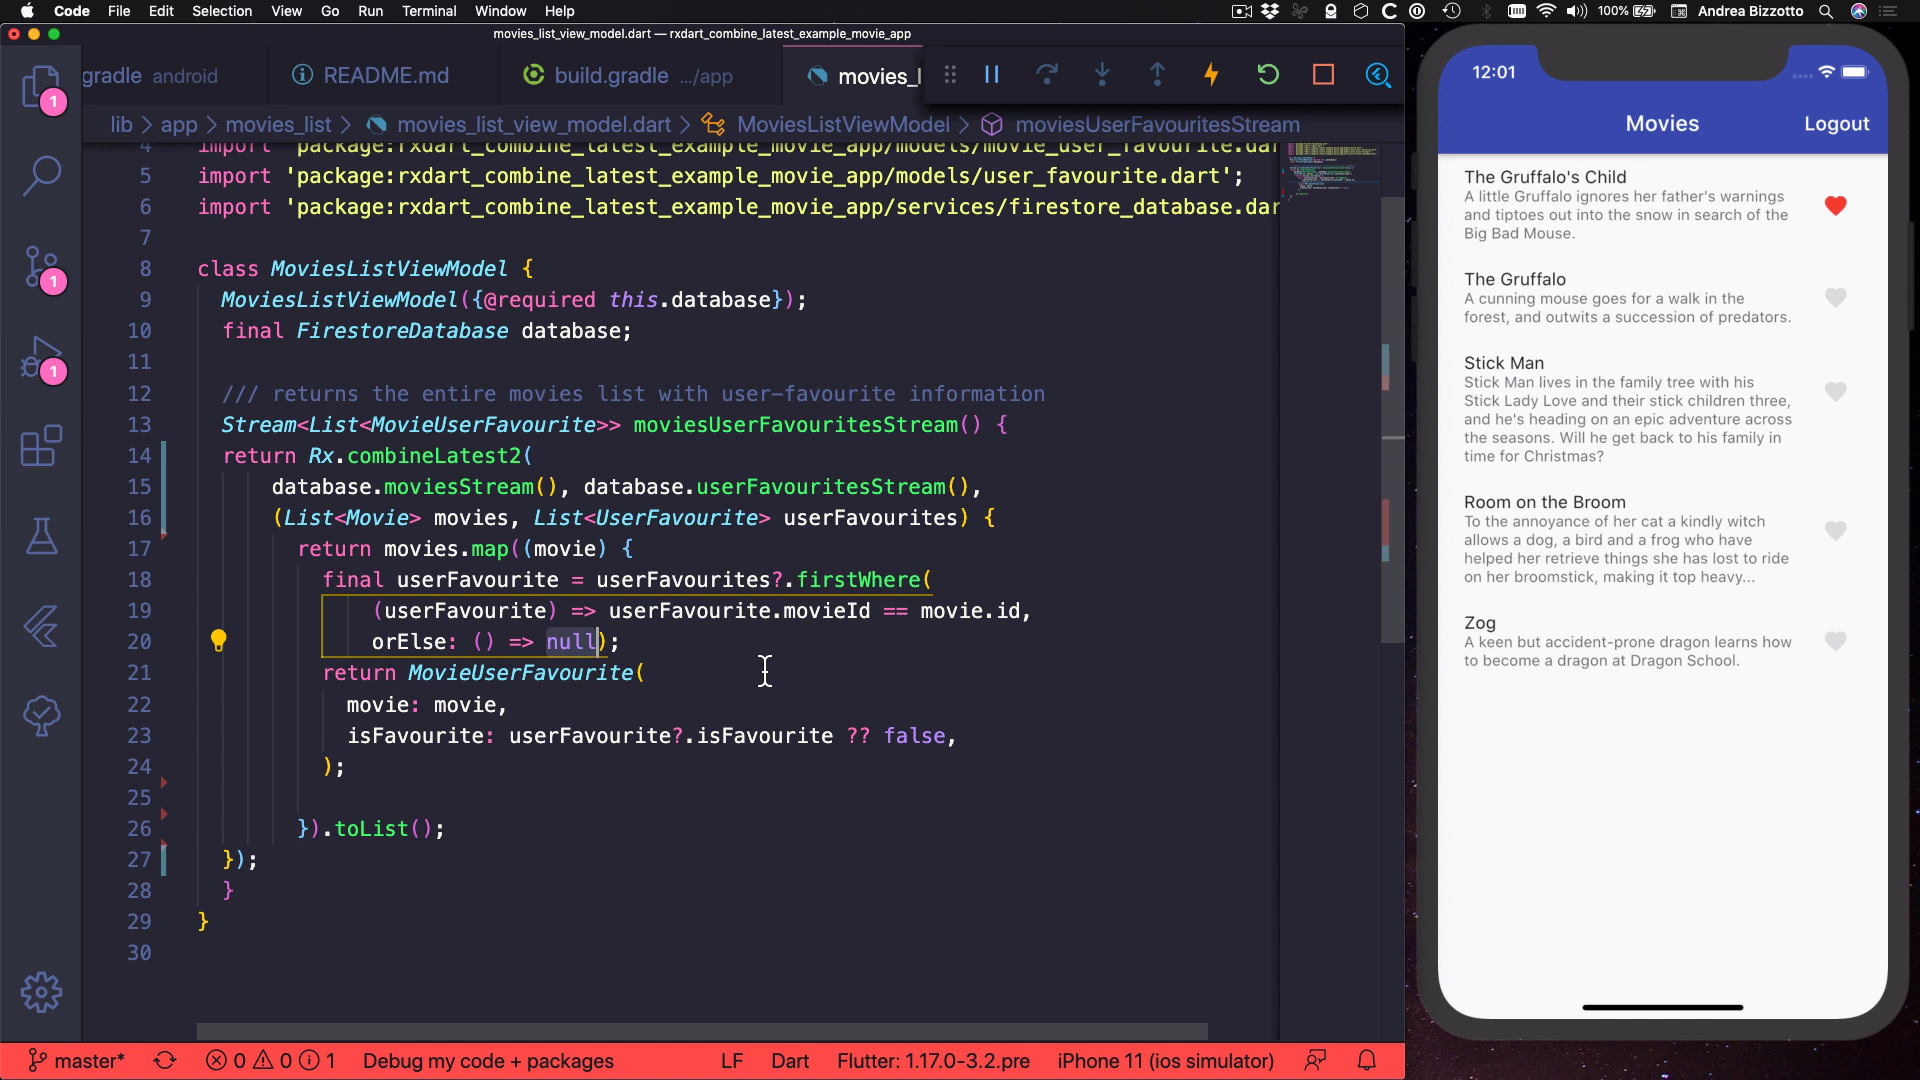 Code File Edit Selection View Go Run Terminal Window Help
100% Andrea Bizzotto
movies_list_view_model.dart — rxdart_combine_latest_example_movie_app
gradle android
README.md
build.gradle .../app
movies_l
lib > app > movies_list > movies_list_view_model.dart > MoviesListViewModel > moviesUserFavouritesStream
4 import 'package:rxdart_combine_latest_example_movie_app/models/movie_user_favourite.dar
5 import 'package:rxdart_combine_latest_example_movie_app/models/user_favourite.dart';
6 import 'package:rxdart_combine_latest_example_movie_app/services/firestore_database.dar
7
8 class MoviesListViewModel {
9 MoviesListViewModel({@required this.database});
10 final FirestoreDatabase database;
11
12 /// returns the entire movies list with user-favourite information
13 Stream<List<MovieUserFavourite>> moviesUserFavouritesStream() {
14 return Rx.combineLatest2(
15 database.moviesStream(), database.userFavouritesStream(),
16 (List<Movie> movies, List<UserFavourite> userFavourites) {
17 return movies.map((movie) {
18 final userFavourite = userFavourites?.firstWhere(
19 (userFavourite) => userFavourite.movieId == movie.id,
20 orElse: () => null);
21 return MovieUserFavourite(
22 movie: movie,
23 isFavourite: userFavourite?.isFavourite ?? false,
24 );
25
26 }).toList();
27 });
28 }
29 }
30
1
1
1
master* 0 0 1 Debug my code + packages LF Dart Flutter: 1.17.0-3.2.pre iPhone 11 (ios simulator)
12:01
Movies Logout
The Gruffalo's Child
A little Gruffalo ignores her father's warnings
and tiptoes out into the snow in search of the
Big Bad Mouse.
The Gruffalo
A cunning mouse goes for a walk in the
forest, and outwits a succession of predators.
Stick Man
Stick Man lives in the family tree with his
Stick Lady Love and their stick children three,
and he's heading on an epic adventure across
the seasons. Will he get back to his family in
time for Christmas?
Room on the Broom
To the annoyance of her cat a kindly witch
allows a dog, a bird and a frog who have
helped her retrieve things she has lost to ride
on her broomstick, making it top heavy...
Zog
A keen but accident-prone dragon learns how
to become a dragon at Dragon School.